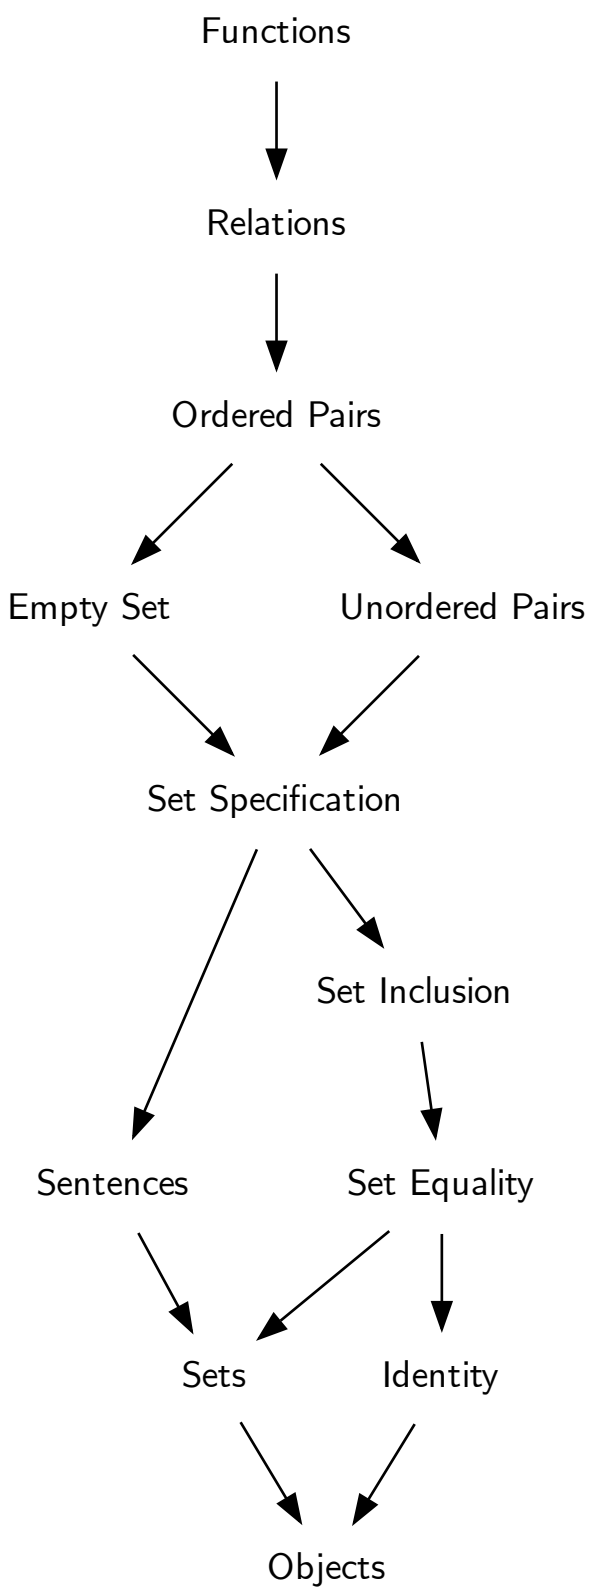 Functions
Relations
Ordered Pairs
Empty Set
Unordered Pairs
Set Specification
Set Inclusion
Sentences
Set Equality
Sets
Identity
Objects